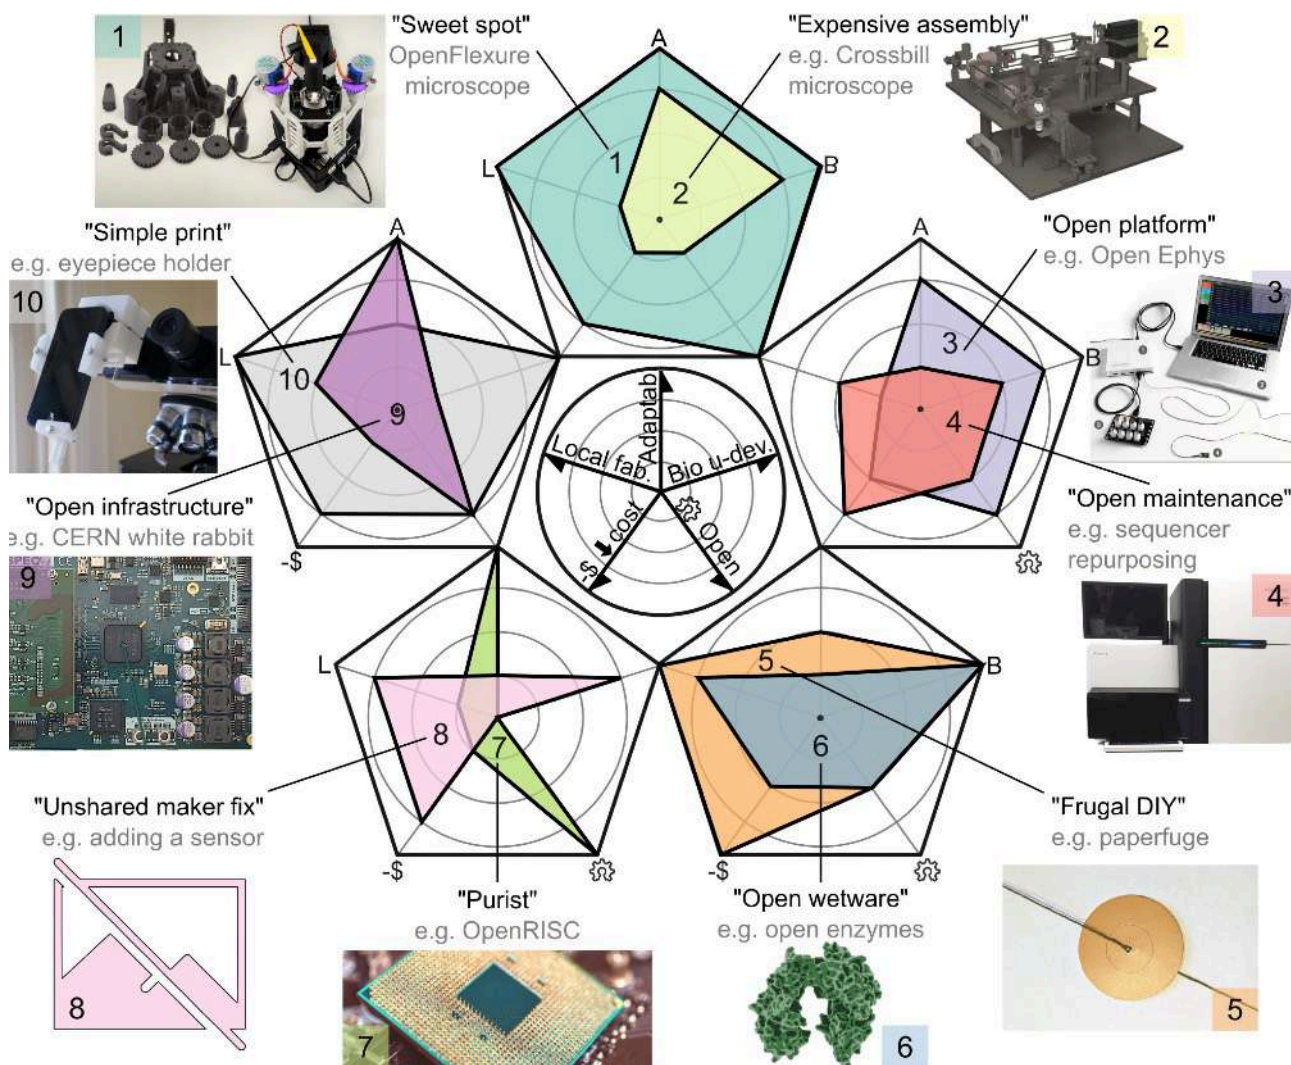 1
"Sweet spot"
OpenFlexure
microscope
"Expensive assembly"
e.g. Crossbill
microscope
2
A
B
L
1
2
"Simple print"
e.g. eyepiece holder
10
A
L
10
9
-$
"Open platform"
e.g. Open Ephys
3
A
B
3
4
Adaptab
Bio u-dev.
Open
-$ cost
Local fab.
"Open infrastructure"
e.g. CERN white rabbit
9
"Open maintenance"
e.g. sequencer
repurposing
4
L
8
7
-$
B
5
6
-$
"Unshared maker fix"
e.g. adding a sensor
8
"Purist"
e.g. OpenRISC
7
"Open wetware"
e.g. open enzymes
6
"Frugal DIY"
e.g. paperfuge
5